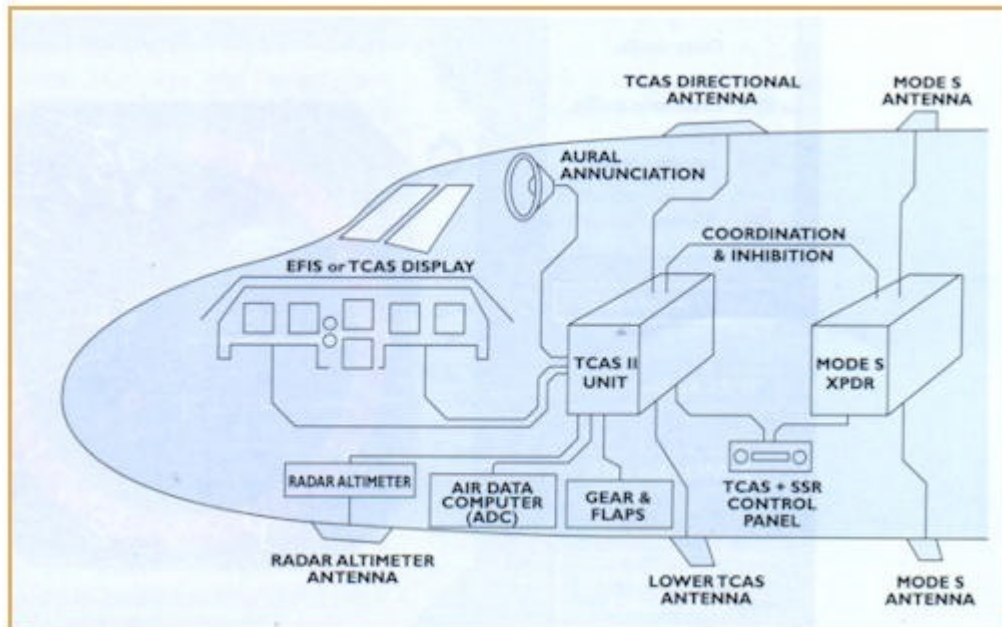 TCAS DIRECTIONAL
ANTENNA
MODE S
ANTENNA
AURAL
ANNUNCIATION
COORDINATION
& INHIBITION
EFIS or TCAS DISPLAY
TCAS II
UNIT
MODE S
XPDR
RADAR ALTIMETER
AIR DATA
COMPUTER
(ADC)
GEAR &
FLAPS
TCAS + SSR
CONTROL
PANEL
RADAR ALTIMETER
ANTENNA
LOWER TCAS
ANTENNA
MODE S
ANTENNA